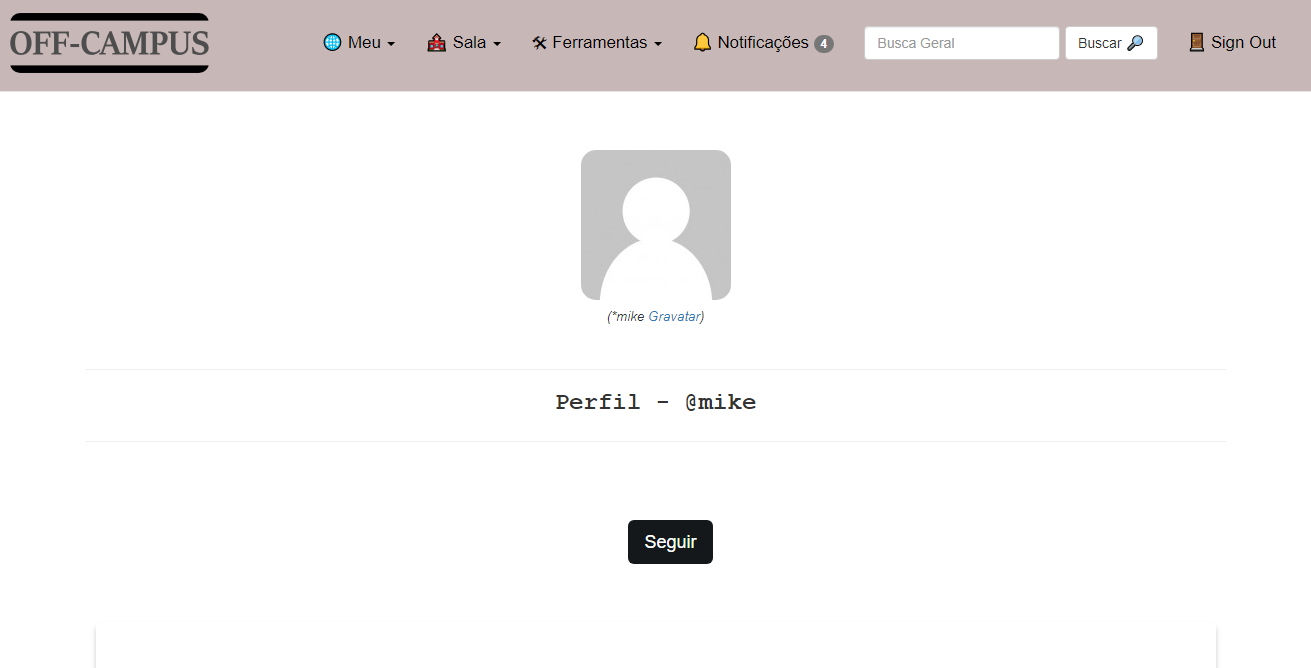 OFF-CAMPUS
Meu
Sala
Ferramentas
Notificações 4
Busca Geral
Buscar
Sign Out
(*mike Gravatar)
Perfil - @mike
Seguir